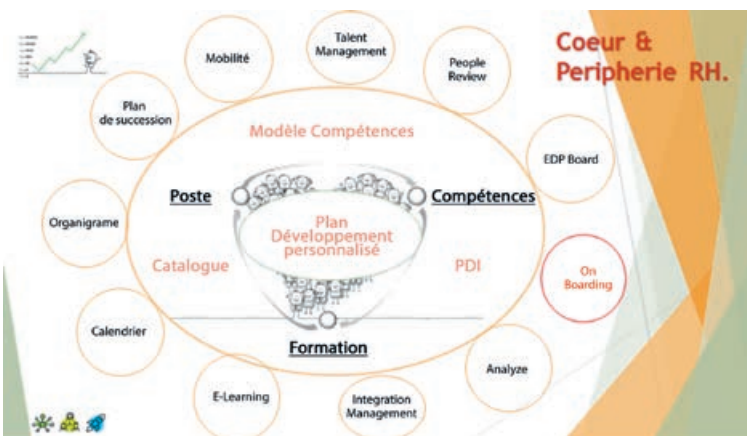 Coeur &
Peripherie RH.
Talent
Management
Mobilité
People
Review
Plan
de succession
Modèle Compétences
EDP Board
Poste
Compétences
Organigrame
Plan
Développement
personnalisé
Catalogue
PDI
On
Boarding
Calendrier
Formation
Analyze
E-Learning
Integration
Management